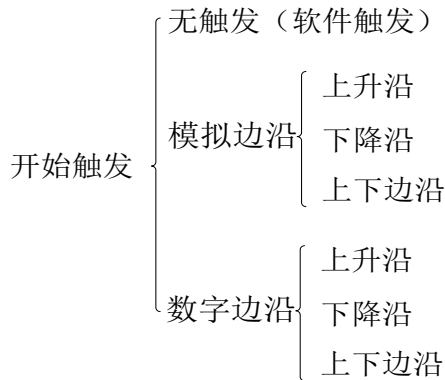 无触发（软件触发）
上升沿
模拟边沿
下降沿
上下边沿
开始触发
上升沿
数字边沿
下降沿
上下边沿